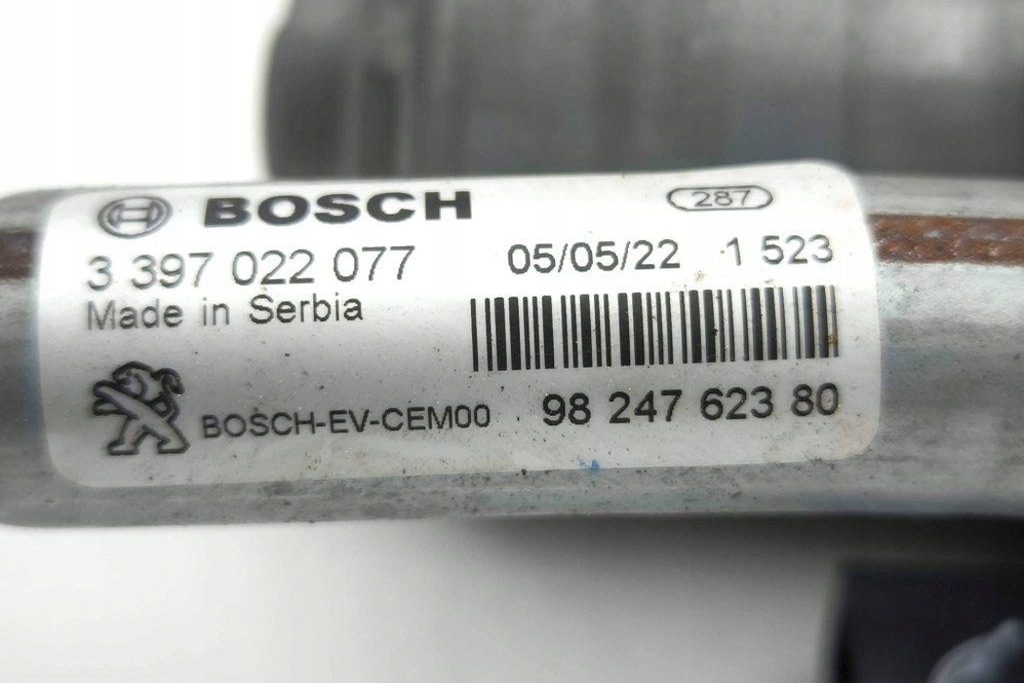 BOSCH 287
3 397 022 077 05/05/22 1 523
Made in Serbia
BOSCH-EV-CEM00 98 247 623 80